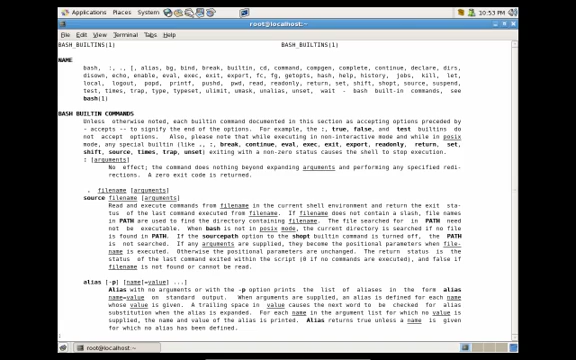 Applications Places System 10:53 PM
root@localhost:~
File Edit View Terminal Tabs Help
BASH_BUILTINS(1) BASH_BUILTINS(1)
NAME
bash, :, ., [, alias, bg, bind, break, builtin, cd, command, compgen, complete, continue, declare, dirs,
disown, echo, enable, eval, exec, exit, export, fc, fg, getopts, hash, help, history, jobs, kill, let,
local, logout, popd, printf, pushd, pwd, read, readonly, return, set, shift, shopt, source, suspend,
test, times, trap, type, typeset, ulimit, umask, unalias, unset, wait - bash built-in commands, see
bash(1)
BASH BUILTIN COMMANDS
Unless otherwise noted, each builtin command documented in this section as accepting options preceded by
- accepts -- to signify the end of the options. For example, the :, true, false, and test builtins do
not accept options. Also, please note that while executing in non-interactive mode and while in posix
mode, any special builtin (like ., :, break, continue, eval, exec, exit, export, readonly, return, set,
shift, source, times, trap, unset) exiting with a non-zero status causes the shell to stop execution.
: [arguments]
No effect; the command does nothing beyond expanding arguments and performing any specified redi-
rections. A zero exit code is returned.
. filename [arguments]
source filename [arguments]
Read and execute commands from filename in the current shell environment and return the exit sta-
tus of the last command executed from filename. If filename does not contain a slash, file names
in PATH are used to find the directory containing filename. The file searched for in PATH need
not be executable. When bash is not in posix mode, the current directory is searched if no file
is found in PATH. If the sourcepath option to the shopt builtin command is turned off, the PATH
is not searched. If any arguments are supplied, they become the positional parameters when file-
name is executed. Otherwise the positional parameters are unchanged. The return status is the
status of the last command exited within the script (0 if no commands are executed), and false if
filename is not found or cannot be read.
alias [-p] [name[=value] ...]
Alias with no arguments or with the -p option prints the list of aliases in the form alias
name=value on standard output. When arguments are supplied, an alias is defined for each name
whose value is given. A trailing space in value causes the next word to be checked for alias
substitution when the alias is expanded. For each name in the argument list for which no value is
supplied, the name and value of the alias is printed. Alias returns true unless a name is given
for which no alias has been defined.
:
root@localhost:~